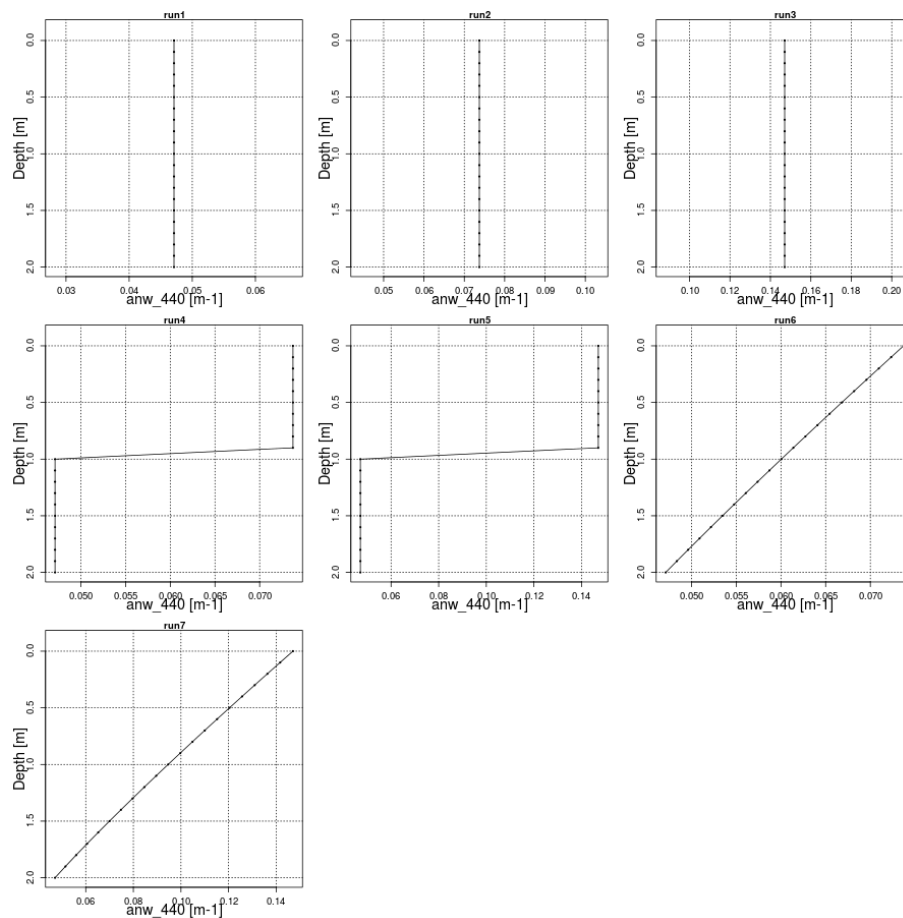 run1
0.0
0.5
1.0
1.5
2.0
Depth [m]
0.03 0.04 0.05 0.06
anw_440 [m-1]
run2
0.0
0.5
1.0
1.5
2.0
Depth [m]
0.05 0.06 0.07 0.08 0.09 0.10
anw_440 [m-1]
run3
0.0
0.5
1.0
1.5
2.0
Depth [m]
0.10 0.12 0.14 0.16 0.18 0.20
anw_440 [m-1]
run4
0.0
0.5
1.0
1.5
2.0
Depth [m]
0.050 0.055 0.060 0.065 0.070
anw_440 [m-1]
run5
0.0
0.5
1.0
1.5
2.0
Depth [m]
0.06 0.08 0.10 0.12 0.14
anw_440 [m-1]
run6
0.0
0.5
1.0
1.5
2.0
Depth [m]
0.050 0.055 0.060 0.065 0.070
anw_440 [m-1]
run7
0.0
0.5
1.0
1.5
2.0
Depth [m]
0.06 0.08 0.10 0.12 0.14
anw_440 [m-1]